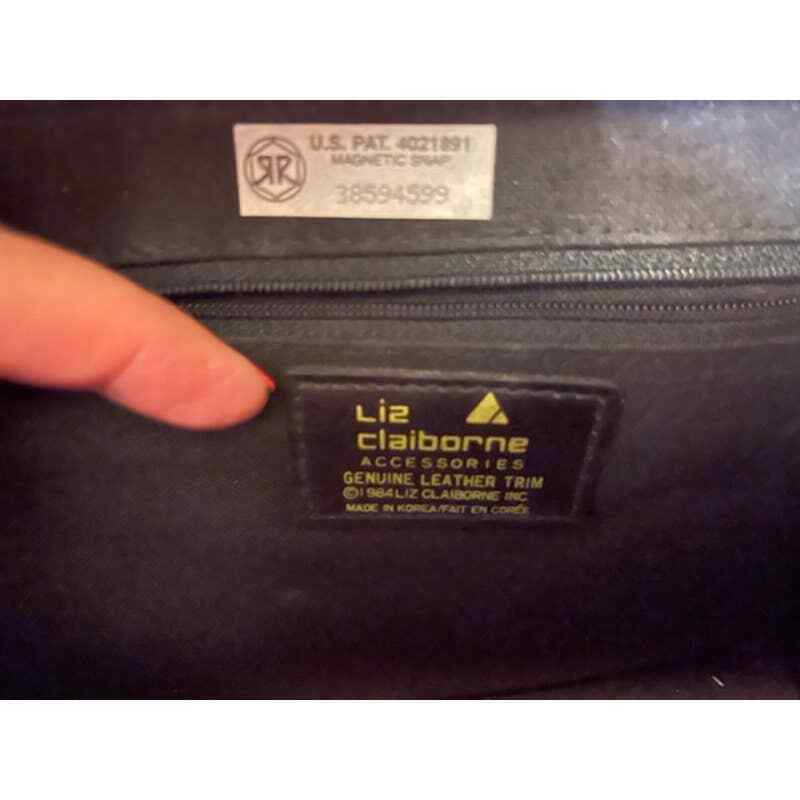 U.S. PAT. 4021891
MAGNETIC SNAP
38594599
Liz
claiborne
ACCESSORIES
GENUINE LEATHER TRIM
© 1984 LIZ CLAIBORNE INC.
MADE IN KOREA/FAIT EN CORÉE